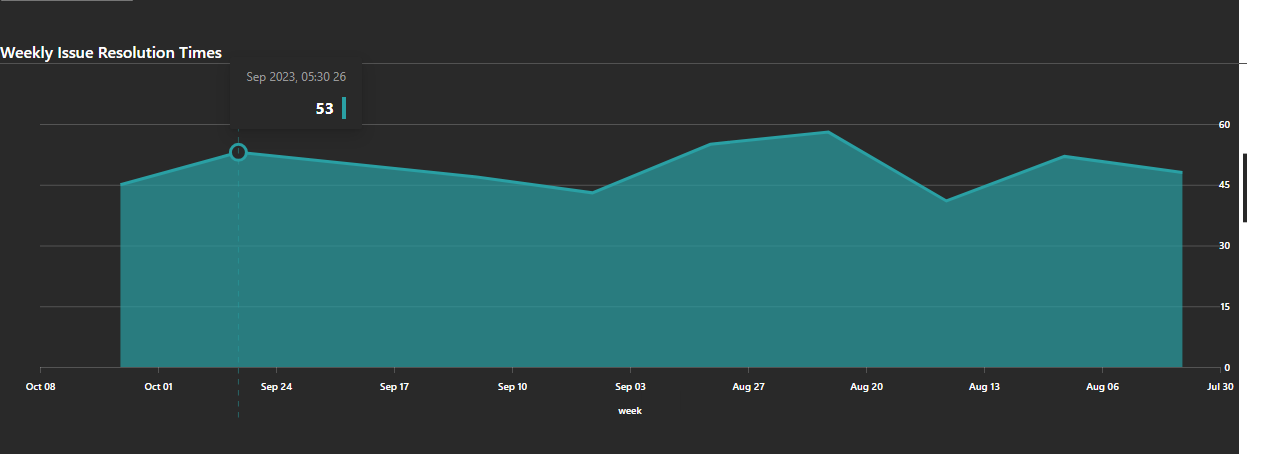 Weekly Issue Resolution Times
Sep 2023, 05:30 26
53
60
45
30
15
0
Oct 08 Oct 01 Sep 24 Sep 17 Sep 10 Sep 03 Aug 27 Aug 20 Aug 13 Aug 06 Jul 30
week